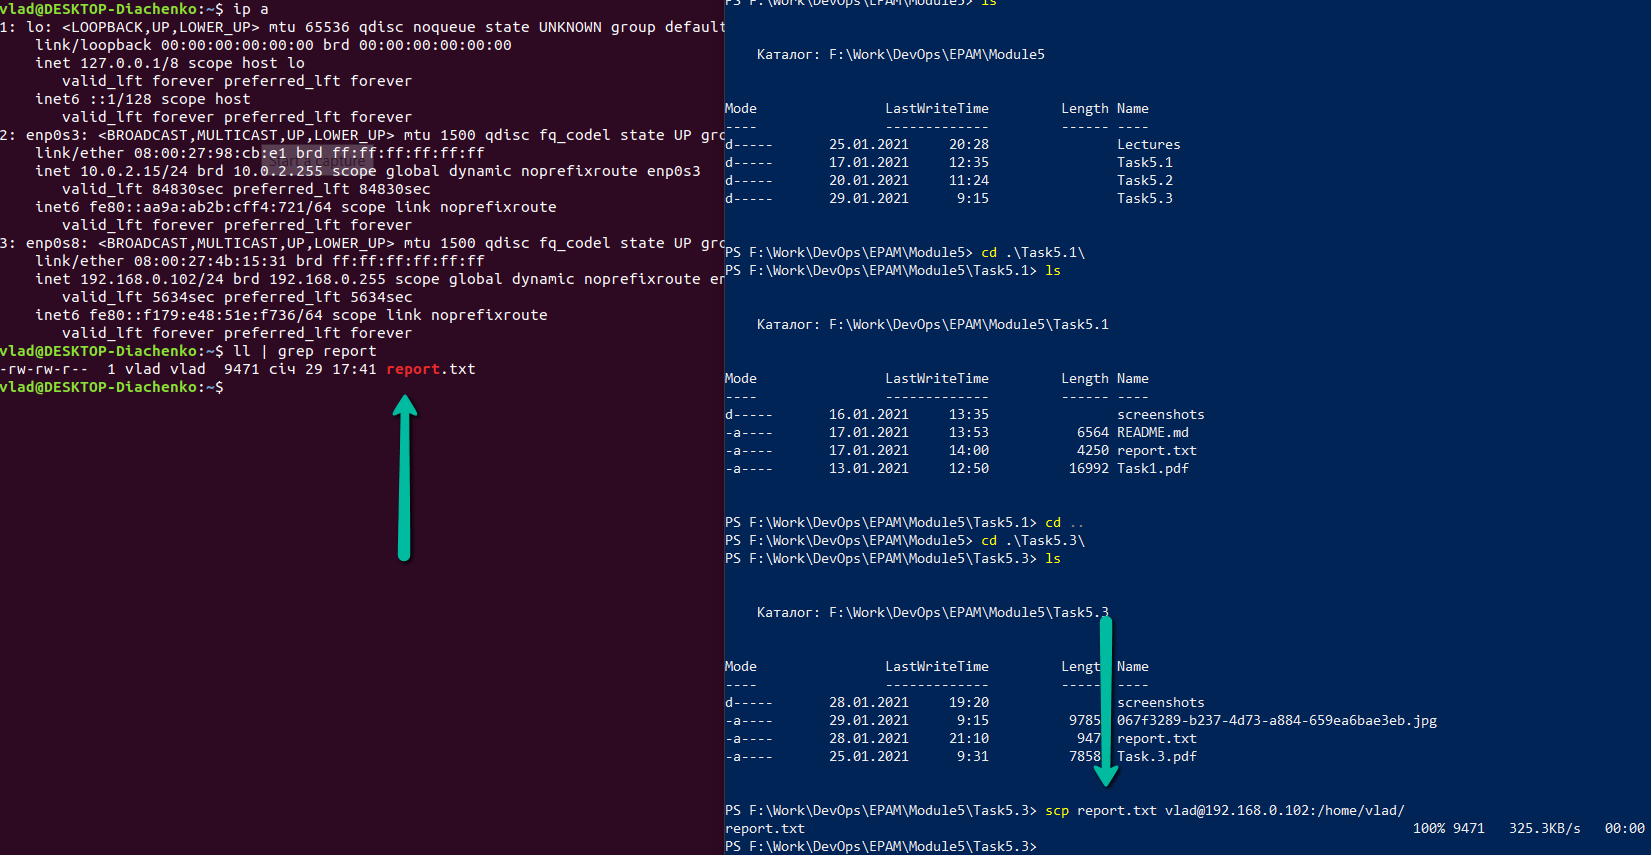 vlad@DESKTOP-Diachenko:~$ ip a
1: lo: <LOOPBACK,UP,LOWER_UP> mtu 65536 qdisc noqueue state UNKNOWN group default
    link/loopback 00:00:00:00:00:00 brd 00:00:00:00:00:00
    inet 127.0.0.1/8 scope host lo
       valid_lft forever preferred_lft forever
    inet6 ::1/128 scope host
       valid_lft forever preferred_lft forever
2: enp0s3: <BROADCAST,MULTICAST,UP,LOWER_UP> mtu 1500 qdisc fq_codel state UP gro
    link/ether 08:00:27:98:cb:e1 brd ff:ff:ff:ff:ff:ff
    inet 10.0.2.15/24 brd 10.0.2.255 scope global dynamic noprefixroute enp0s3
       valid_lft 84830sec preferred_lft 84830sec
    inet6 fe80::aa9a:ab2b:cff4:721/64 scope link noprefixroute
       valid_lft forever preferred_lft forever
3: enp0s8: <BROADCAST,MULTICAST,UP,LOWER_UP> mtu 1500 qdisc fq_codel state UP gro
    link/ether 08:00:27:4b:15:31 brd ff:ff:ff:ff:ff:ff
    inet 192.168.0.102/24 brd 192.168.0.255 scope global dynamic noprefixroute en
       valid_lft 5634sec preferred_lft 5634sec
    inet6 fe80::f179:e48:51e:f736/64 scope link noprefixroute
       valid_lft forever preferred_lft forever
vlad@DESKTOP-Diachenko:~$ ll | grep report
-rw-rw-r--  1 vlad vlad  9471 січ 29 17:41 report.txt
vlad@DESKTOP-Diachenko:~$
PS F:\Work\DevOps\EPAM\Module5> ls
    Каталог: F:\Work\DevOps\EPAM\Module5
Mode                LastWriteTime         Length Name
----                -------------         ------ ----
d-----       25.01.2021     20:28                Lectures
d-----       17.01.2021     12:35                Task5.1
d-----       20.01.2021     11:24                Task5.2
d-----       29.01.2021      9:15                Task5.3
PS F:\Work\DevOps\EPAM\Module5> cd .\Task5.1\
PS F:\Work\DevOps\EPAM\Module5\Task5.1> ls
    Каталог: F:\Work\DevOps\EPAM\Module5\Task5.1
Mode                LastWriteTime         Length Name
----                -------------         ------ ----
d-----       16.01.2021     13:35                screenshots
-a----       17.01.2021     13:53           6564 README.md
-a----       17.01.2021     14:00           4250 report.txt
-a----       13.01.2021     12:50          16992 Task1.pdf
PS F:\Work\DevOps\EPAM\Module5\Task5.1> cd ..
PS F:\Work\DevOps\EPAM\Module5> cd .\Task5.3\
PS F:\Work\DevOps\EPAM\Module5\Task5.3> ls
    Каталог: F:\Work\DevOps\EPAM\Module5\Task5.3
Mode                LastWriteTime         Lengt Name
----                -------------         ----- ----
d-----       28.01.2021     19:20                screenshots
-a----       29.01.2021      9:15          9785 067f3289-b237-4d73-a884-659ea6bae3eb.jpg
-a----       28.01.2021     21:10           947 report.txt
-a----       25.01.2021      9:31          7858 Task.3.pdf
PS F:\Work\DevOps\EPAM\Module5\Task5.3> scp report.txt vlad@192.168.0.102:/home/vlad/
report.txt                                    100% 9471   325.3KB/s   00:00
PS F:\Work\DevOps\EPAM\Module5\Task5.3>